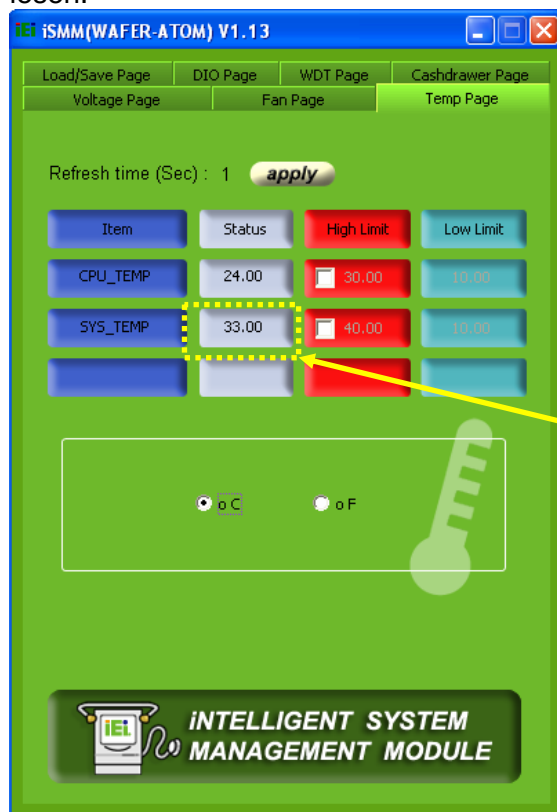 iEi iSMM(WAFER-ATOM) V1.13
Load/Save Page DIO Page WDT Page Cashdrawer Page
Voltage Page Fan Page Temp Page
Refresh time (Sec) : 1 apply
Item Status High Limit Low Limit
CPU_TEMP 24.00 30.00 10.00
SYS_TEMP 33.00 40.00 10.00
o C o F
iEi iNTELLIGENT SYSTEM
MANAGEMENT MODULE